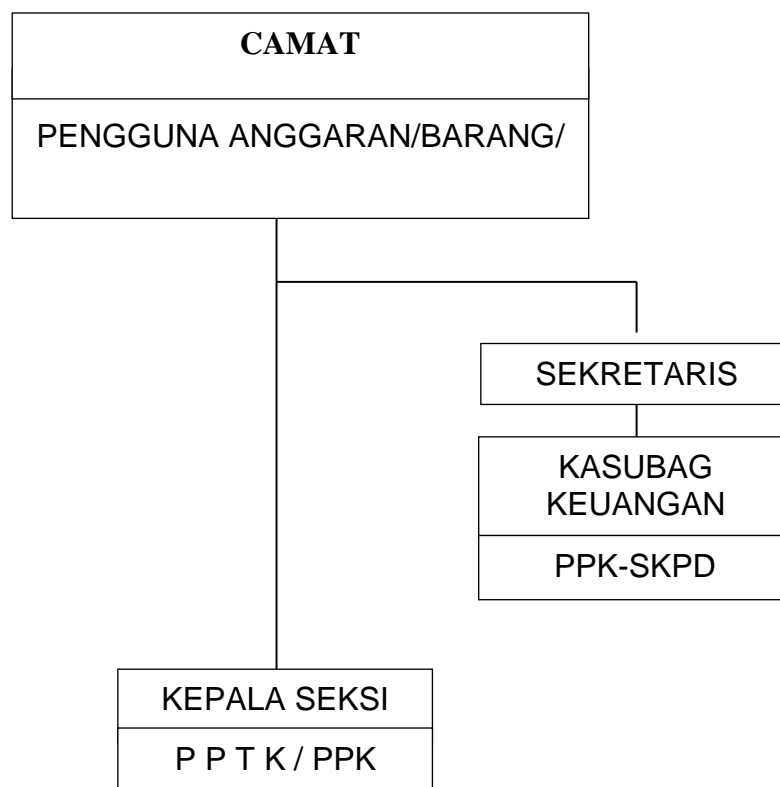 CAMAT
PENGGUNA ANGGARAN/BARANG/
SEKRETARIS
KASUBAG
KEUANGAN
PPK-SKPD
KEPALA SEKSI
P P T K / PPK